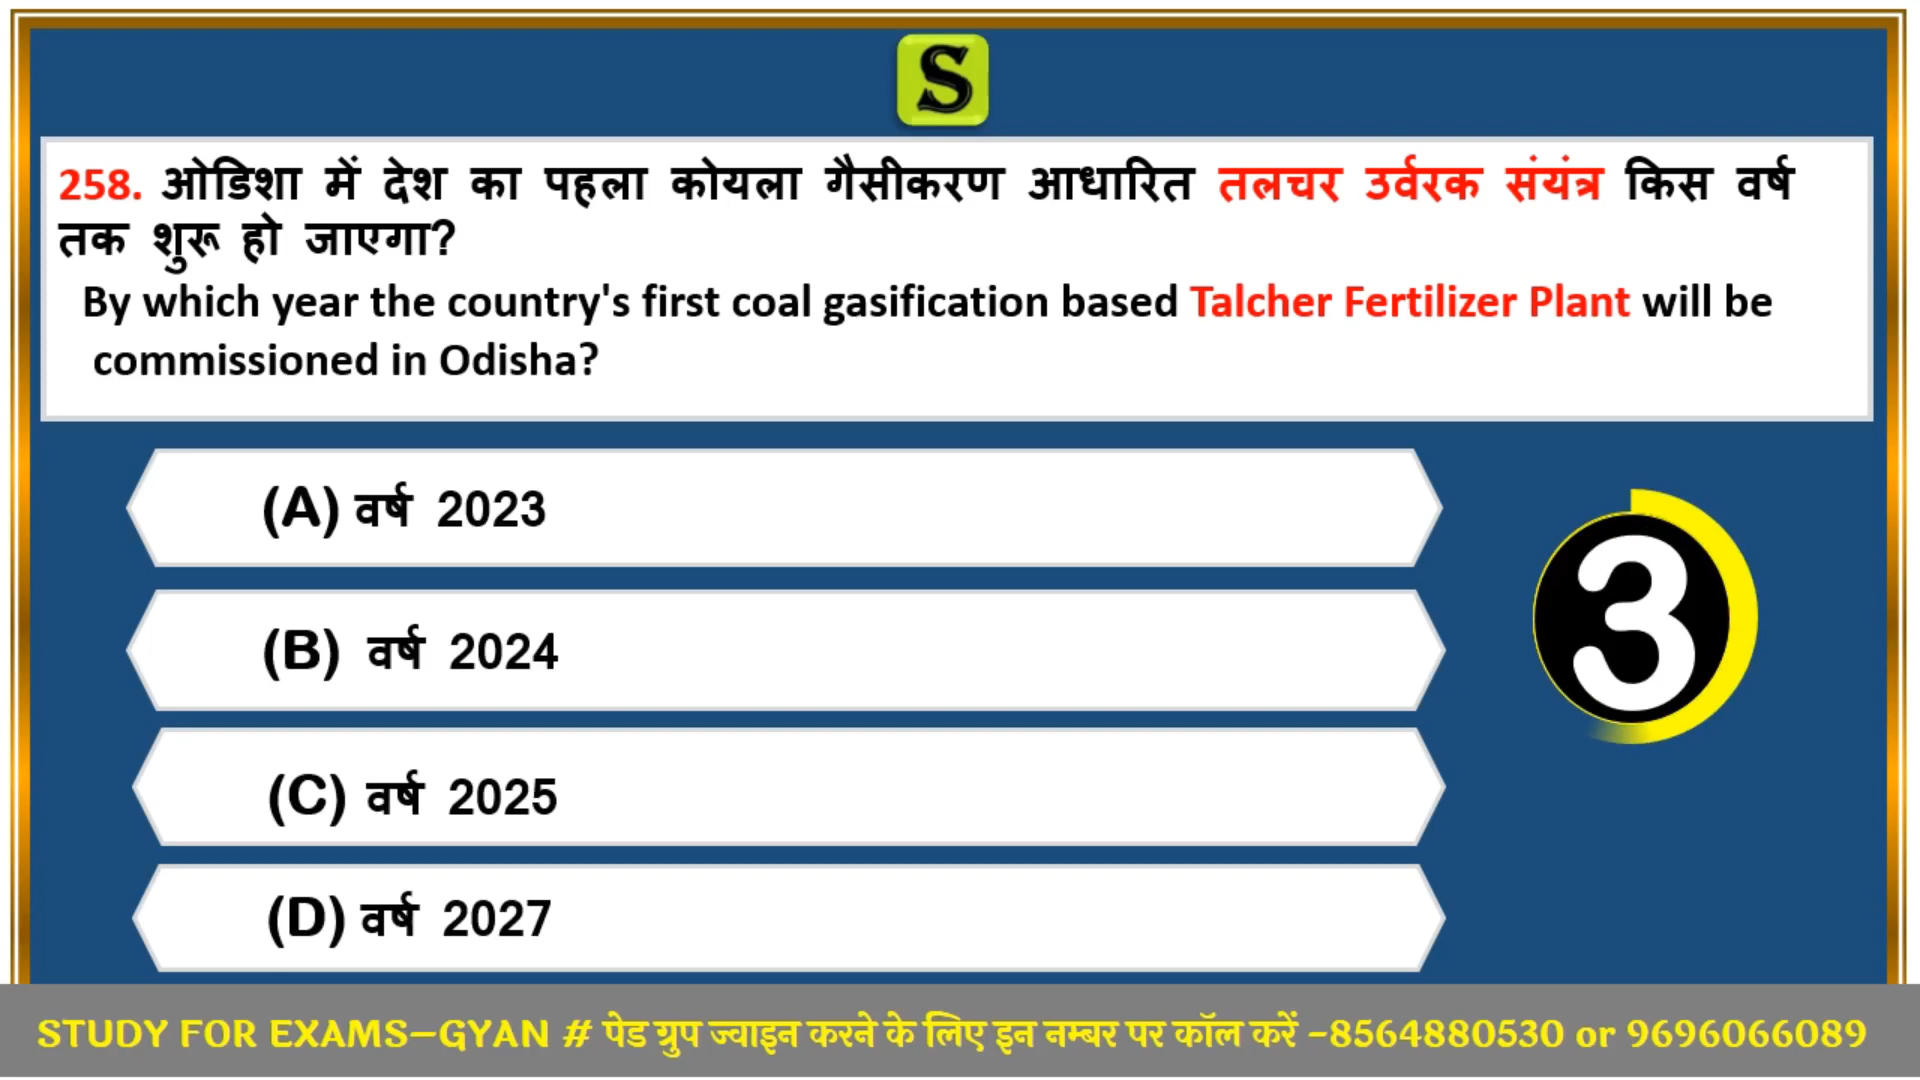 S
258. ओडिशा में देश का पहला कोयला गैसीकरण आधारित तलचर उर्वरक संयंत्र किस वर्ष
तक शुरू हो जाएगा?
By which year the country's first coal gasification based Talcher Fertilizer Plant will be
commissioned in Odisha?
(A) वर्ष 2023
(B) वर्ष 2024
3
(C) वर्ष 2025
(D) वर्ष 2027
STUDY FOR EXAMS–GYAN # पेड ग्रुप ज्वाइन करने के लिए इन नम्बर पर कॉल करें -8564880530 or 9696066089